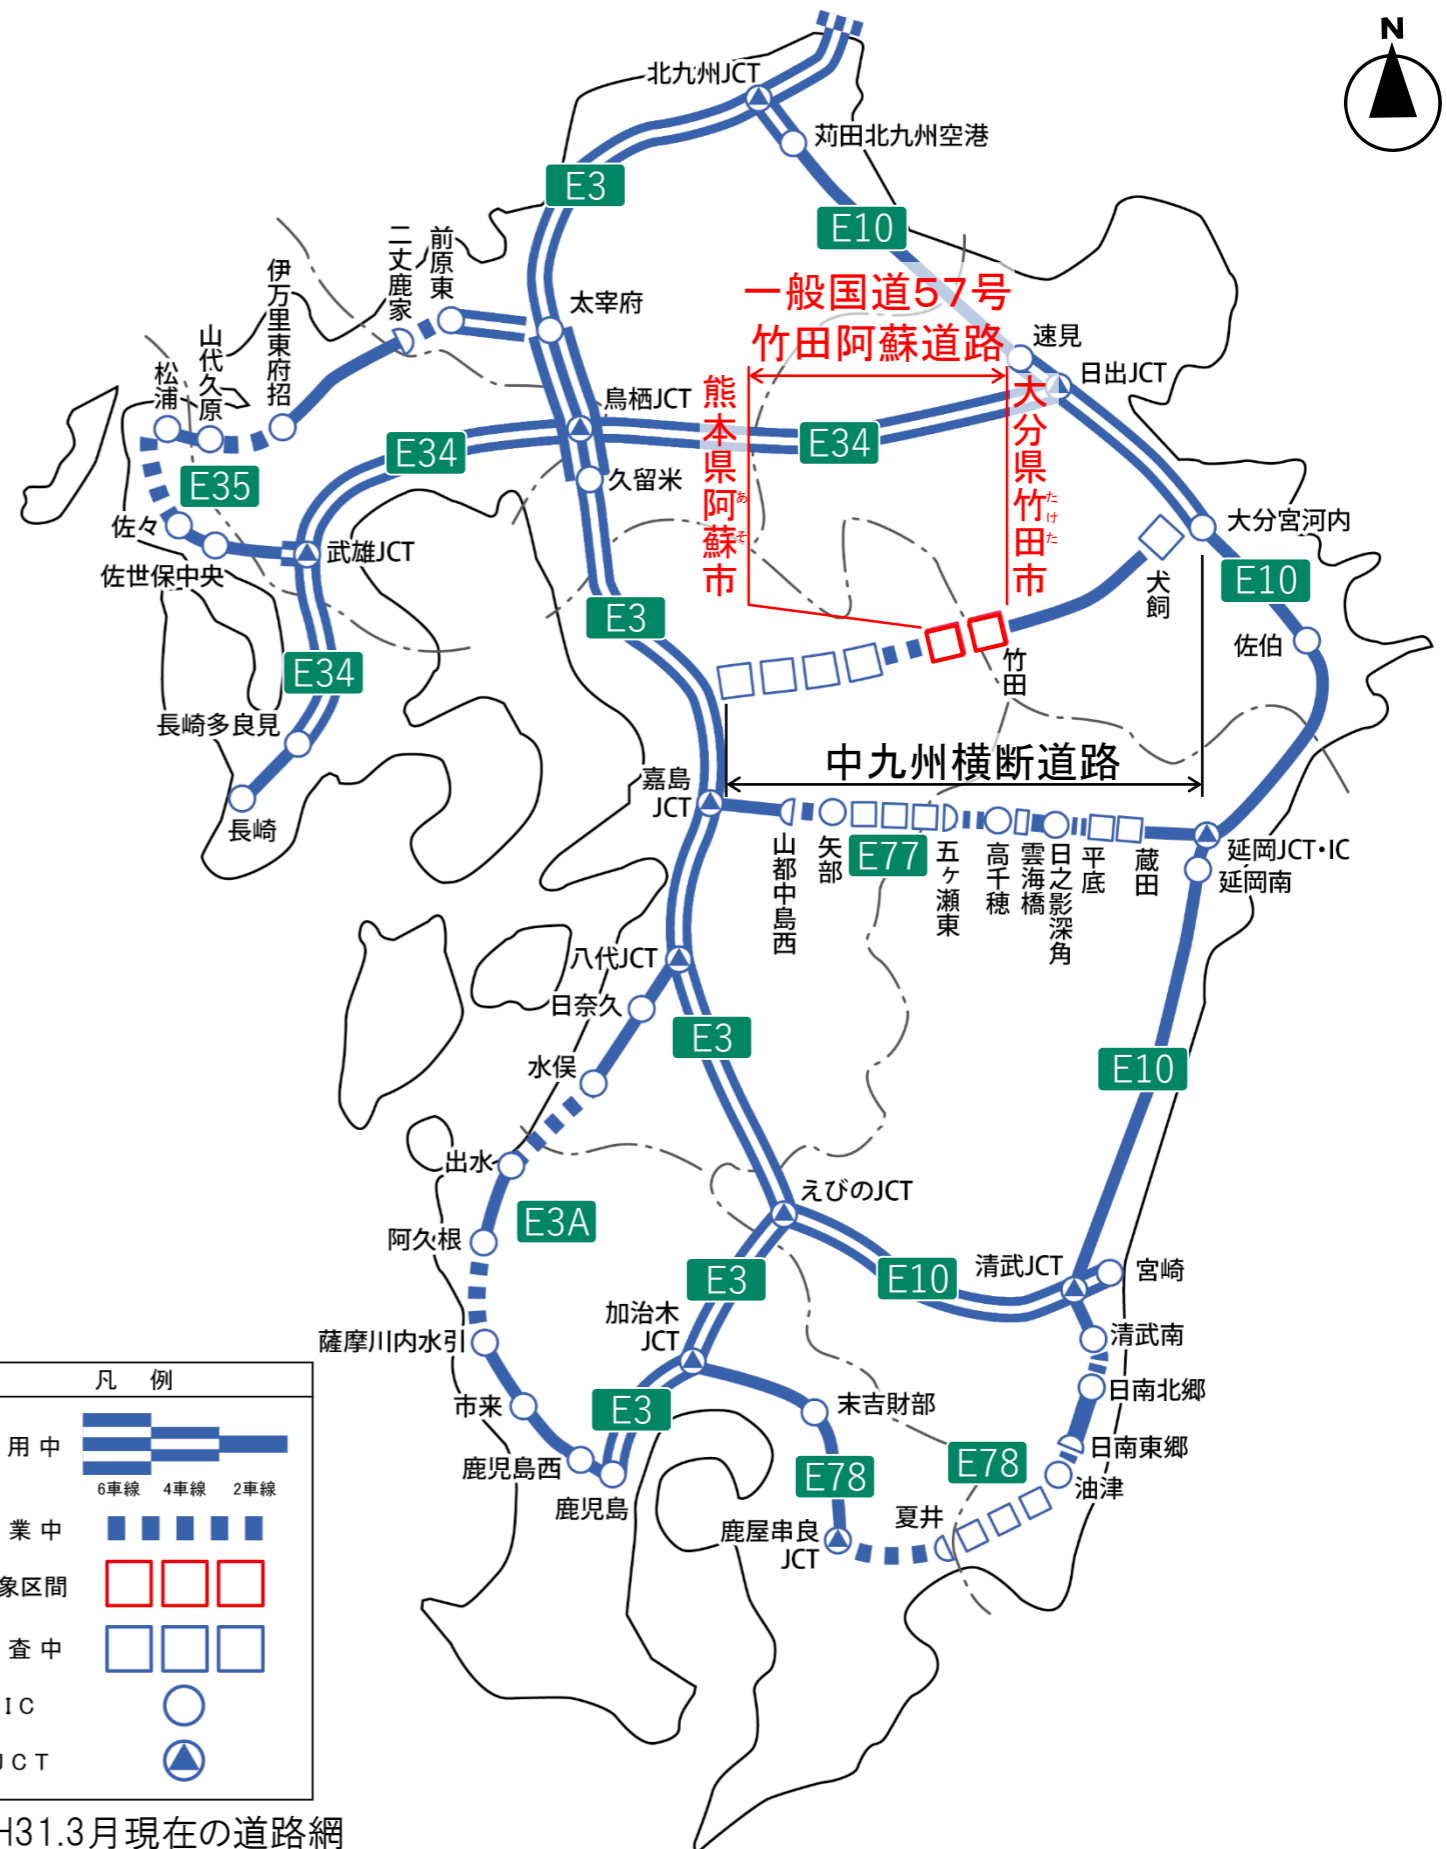 N
北九州JCT
苅田北九州空港
E3
E10
一般国道57号
竹田阿蘇道路
二丈鹿家
前原東
伊万里東府招
山代久原
松浦
太宰府
速見
日出JCT
鳥栖JCT
熊本県阿蘇市
あそ
大分県竹田市
たけた
E34
E34
E35
久留米
佐々
佐世保中央
武雄JCT
大分宮河内
犬飼
E10
E3
佐伯
竹田
E34
長崎多良見
長崎
中九州横断道路
嘉島
JCT
山都中島西
矢部
E77
五ヶ瀬東
高千穂
雲海橋
日之影深角
平底
蔵田
延岡JCT・IC
延岡南
八代JCT
日奈久
E3
水俣
E10
出水
えびのJCT
E3A
阿久根
E3
E10
清武JCT
宮崎
加治木
JCT
清武南
薩摩川内水引
日南北郷
市来
E3
末吉財部
日南東郷
鹿児島西
E78
E78
油津
鹿児島
夏井
鹿屋串良
JCT
凡 例
用中
6車線 4車線 2車線
業中
象区間
査中
IC
JCT
H31.3月現在の道路網